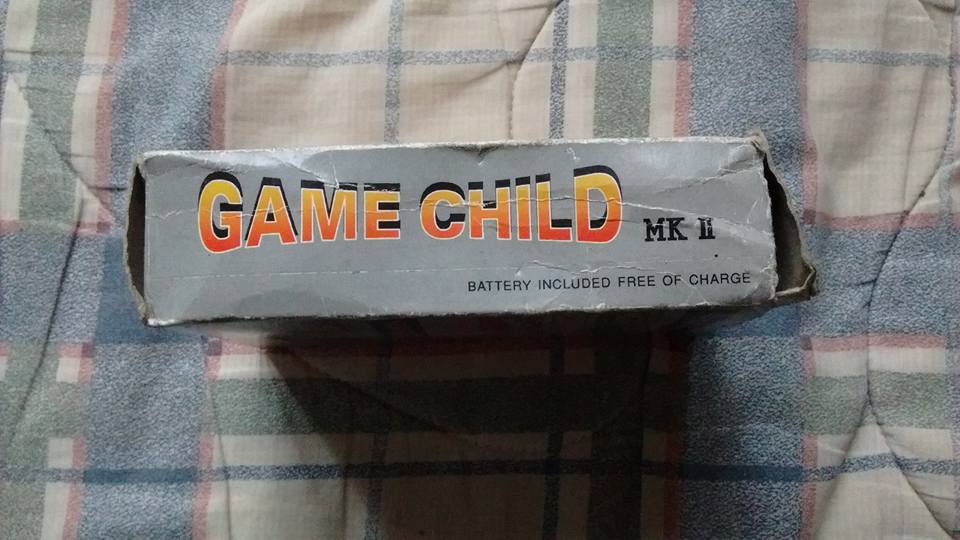 GAME CHILD MK II
BATTERY INCLUDED FREE OF CHARGE